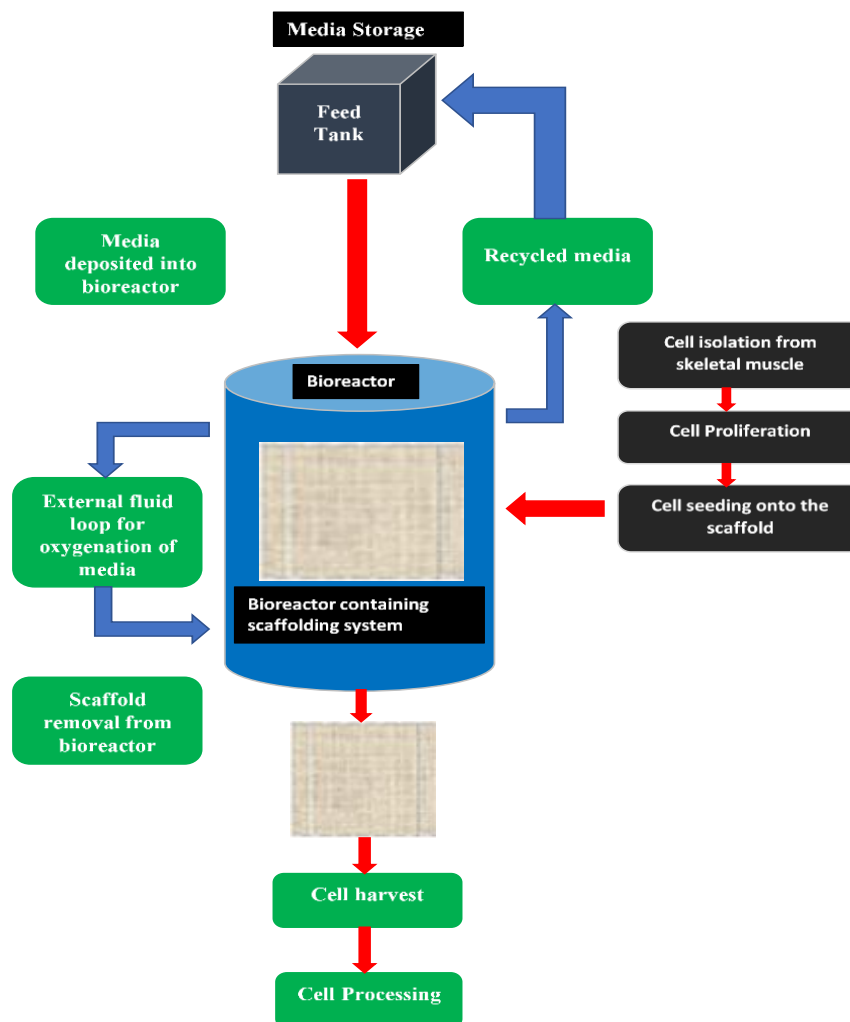 Media Storage
Feed
Tank
Media
deposited into
bioreactor
Recycled media
Cell isolation from
skeletal muscle
Bioreactor
Cell Proliferation
External fluid
loop for
oxygenation of
media
Cell seeding onto the
scaffold
Bioreactor containing
scaffolding system
Scaffold
removal from
bioreactor
Cell harvest
Cell Processing